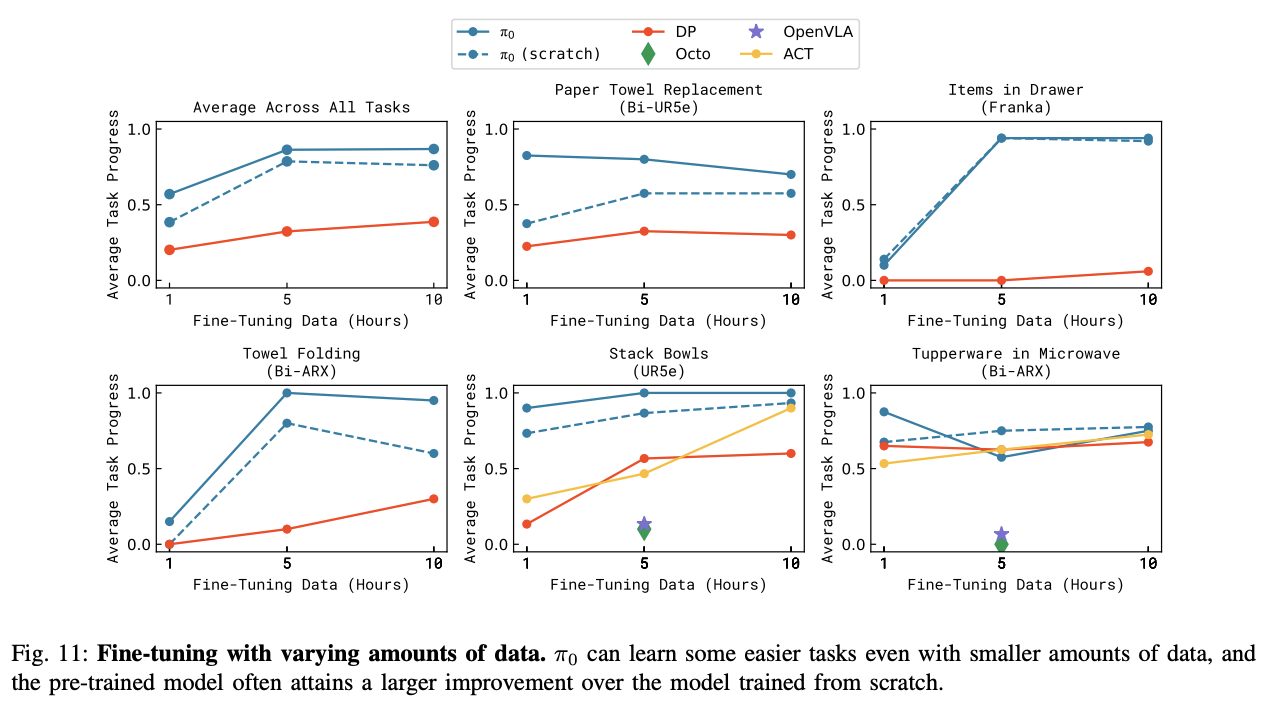 π₀ DP OpenVLA
π₀ (scratch) Octo ACT
Average Across All Tasks
Average Task Progress
1.0
0.5
0.0
1 5 10
Fine-Tuning Data (Hours)
Paper Towel Replacement
(Bi-UR5e)
Average Task Progress
1.0
0.5
0.0
1 5 10
Fine-Tuning Data (Hours)
Items in Drawer
(Franka)
Average Task Progress
1.0
0.5
0.0
1 5 10
Fine-Tuning Data (Hours)
Towel Folding
(Bi-ARX)
Average Task Progress
1.0
0.5
0.0
1 5 10
Fine-Tuning Data (Hours)
Stack Bowls
(UR5e)
Average Task Progress
1.0
0.5
0.0
1 5 10
Fine-Tuning Data (Hours)
Tupperware in Microwave
(Bi-ARX)
Average Task Progress
1.0
0.5
0.0
1 5 10
Fine-Tuning Data (Hours)
Fig. 11: Fine-tuning with varying amounts of data. π₀ can learn some easier tasks even with smaller amounts of data, and
the pre-trained model often attains a larger improvement over the model trained from scratch.